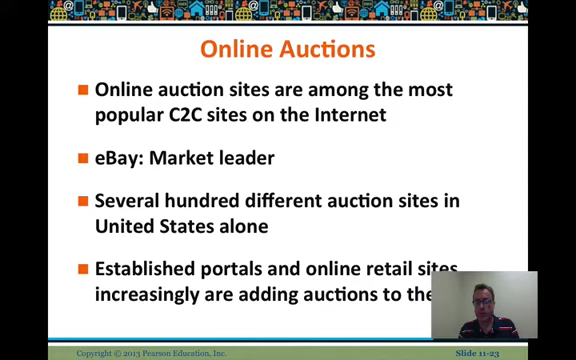 Online Auctions
Online auction sites are among the most
popular C2C sites on the Internet
eBay: Market leader
Several hundred different auction sites in
United States alone
Established portals and online retail sites
increasingly are adding auctions to
Copyright © 2013 Pearson Education, Inc.
Slide 11-23